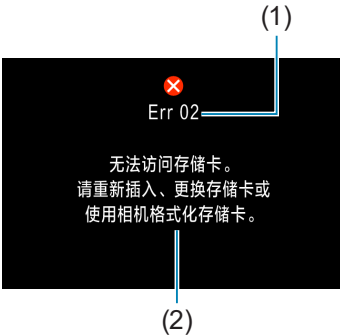 (1)
Err 02
无法访问存储卡。
请重新插入、更换存储卡或
使用相机格式化存储卡。
(2)